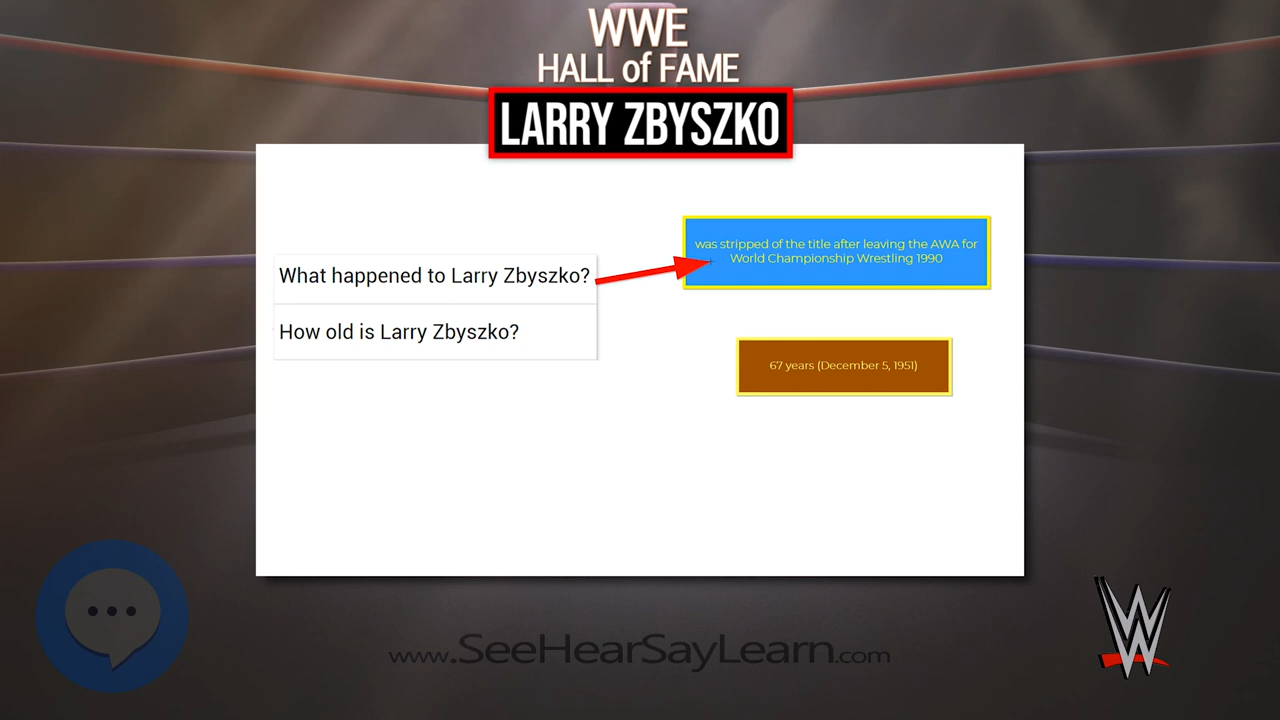 WWE
HALL of FAME
LARRY ZBYSZKO
What happened to Larry Zbyszko?
How old is Larry Zbyszko?
was stripped of the title after leaving the AWA for
World Championship Wrestling 1990
67 years (December 5, 1951)
www.SeeHearSayLearn.com
W